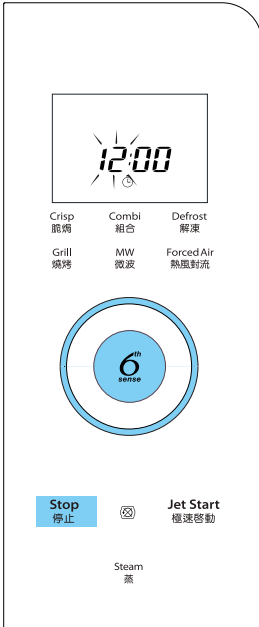 12:00
Crisp Combi Defrost
脆焗 組合 解凍
Grill MW Forced Air
燒烤 微波 熱風對流
6th
sense
Stop Jet Start
停止 極速啓動
Steam
蒸